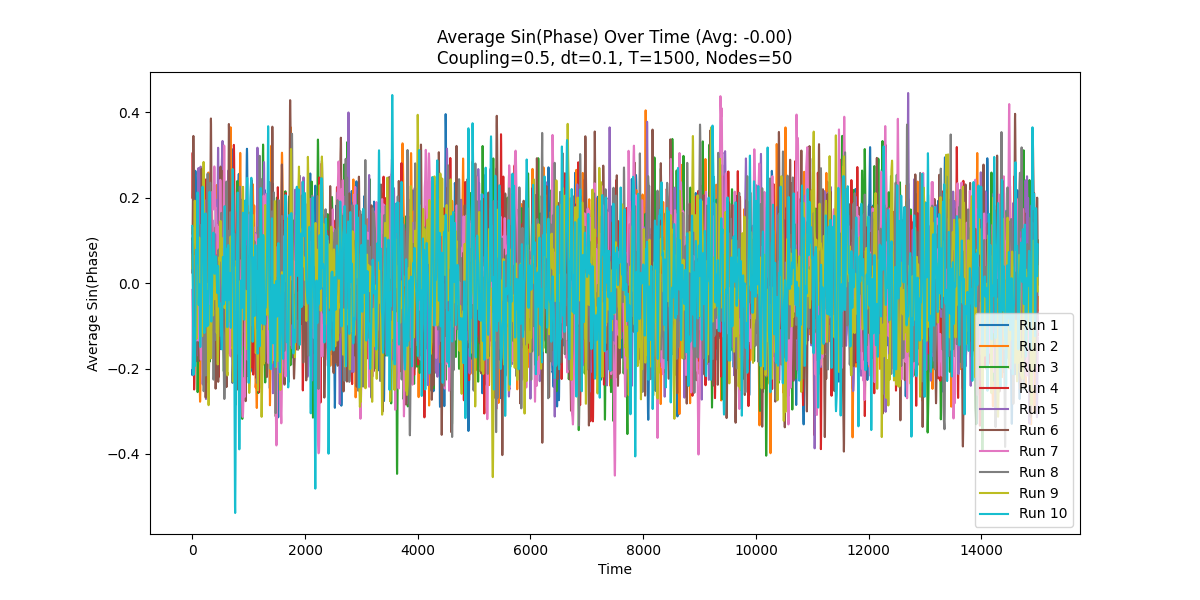 Average Sin(Phase) Over Time (Avg: -0.00)
Coupling=0.5, dt=0.1, T=1500, Nodes=50
Average Sin(Phase)
0.4
0.2
0.0
−0.2
−0.4
0
2000
4000
6000
8000
10000
12000
14000
Time
Run 1
Run 2
Run 3
Run 4
Run 5
Run 6
Run 7
Run 8
Run 9
Run 10